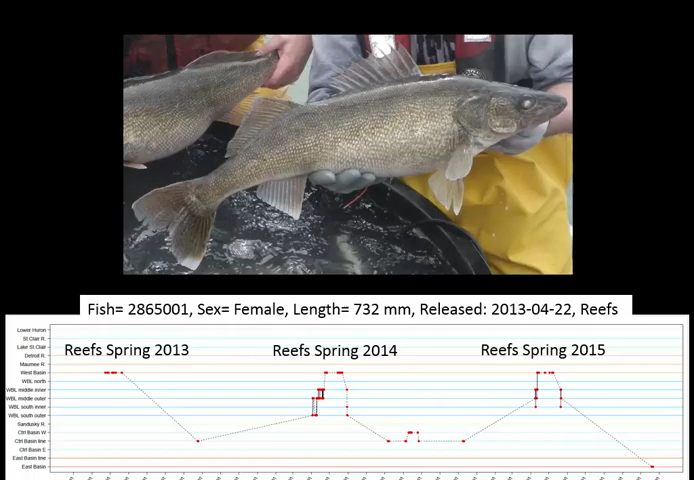 Fish= 2865001, Sex= Female, Length= 732 mm, Released: 2013-04-22, Reefs
Reefs Spring 2013
Reefs Spring 2014
Reefs Spring 2015
Lower Huron
St.Clair R.
Lake St.Clair
Detroit R.
Maumee R.
West Basin
WBL north
WBL middle inner
WBL middle outer
WBL south inner
WBL south outer
Sandusky R.
Ctrl Basin W
Ctrl Basin line
Ctrl Basin E
East Basin line
East Basin